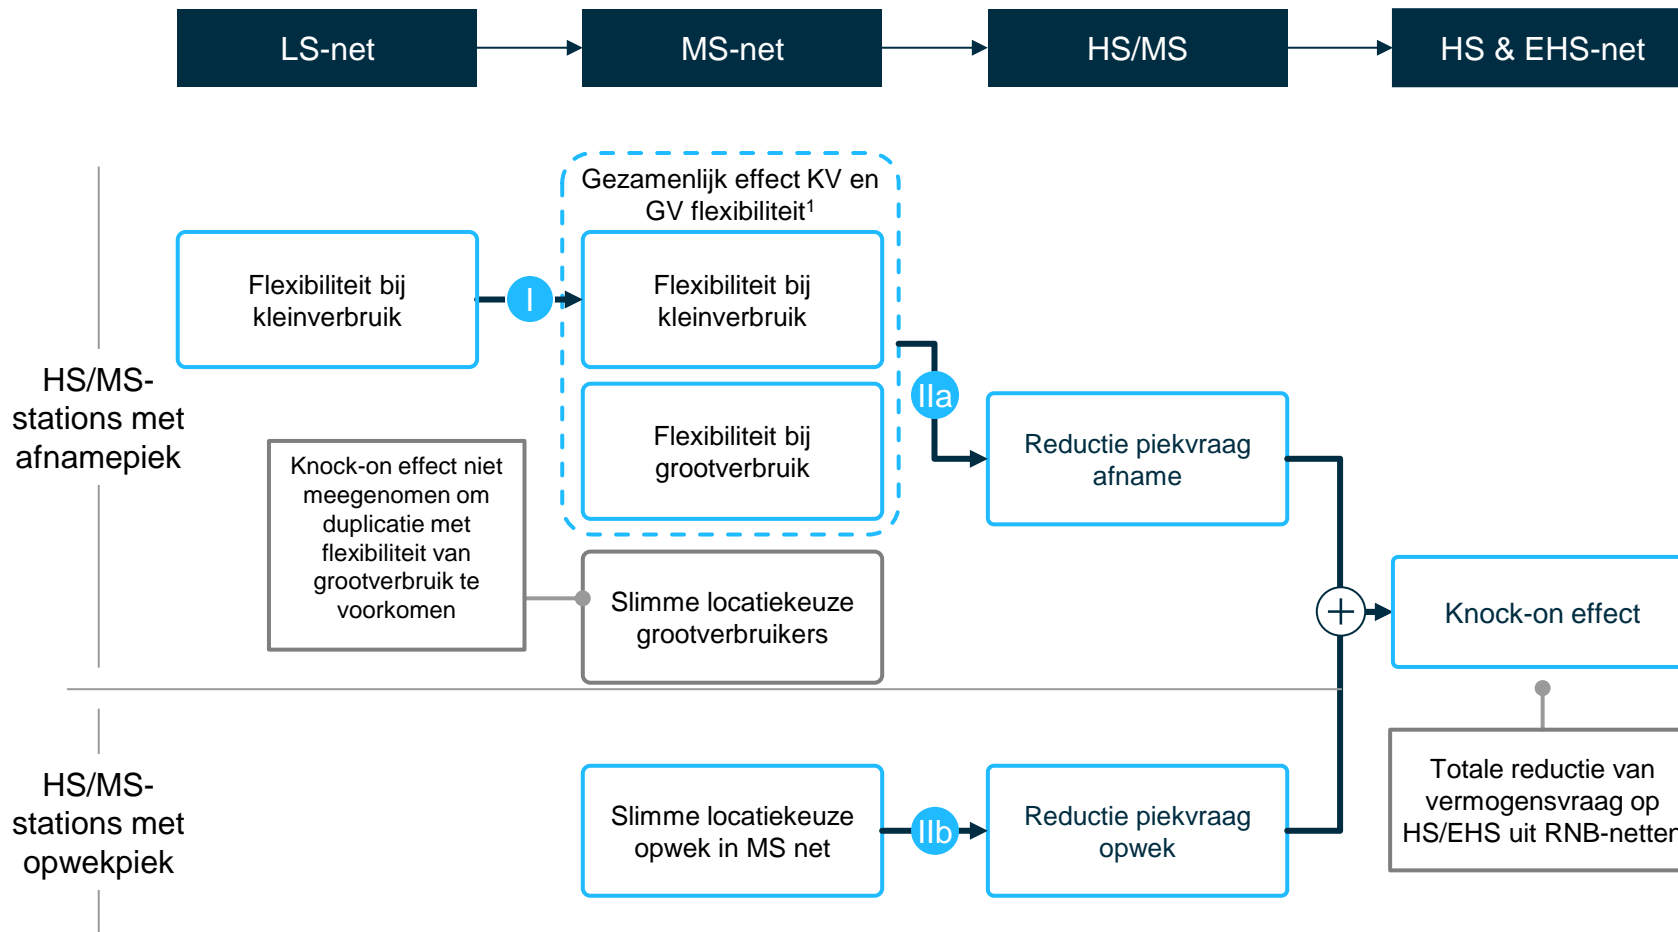 LS-net
MS-net
HS/MS
HS & EHS-net
HS/MS-
stations met
afnamepiek
Flexibiliteit bij
kleinverbruik
I
Gezamenlijk effect KV en
GV flexibiliteit¹
Flexibiliteit bij
kleinverbruik
Flexibiliteit bij
grootverbruik
IIa
Reductie piekvraag
afname
Knock-on effect niet
meegenomen om
duplicatie met
flexibiliteit van
grootverbruik te
voorkomen
Slimme locatiekeuze
grootverbruikers
+
Knock-on effect
Totale reductie van
vermogensvraag op
HS/EHS uit RNB-netten
HS/MS-
stations met
opwekpiek
Slimme locatiekeuze
opwek in MS net
IIb
Reductie piekvraag
opwek